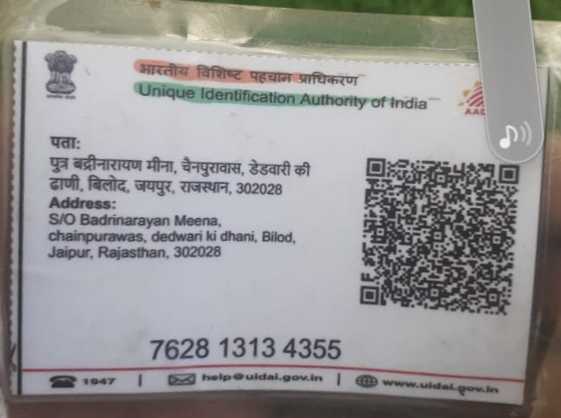 भारतीय विशिष्ट पहचान प्राधिकरण
Unique Identification Authority of India
पता:
पुत्र बद्रीनारायण मीना, चैनपुरावास, डेडवारी की
ढाणी, बिलोद, जयपुर, राजस्थान, 302028
Address:
S/O Badrinarayan Meena,
chainpurawas, dedwari ki dhani, Bilod,
Jaipur, Rajasthan, 302028
7628 1313 4355
1947 | help@uidai.gov.in | www.uidai.gov.in